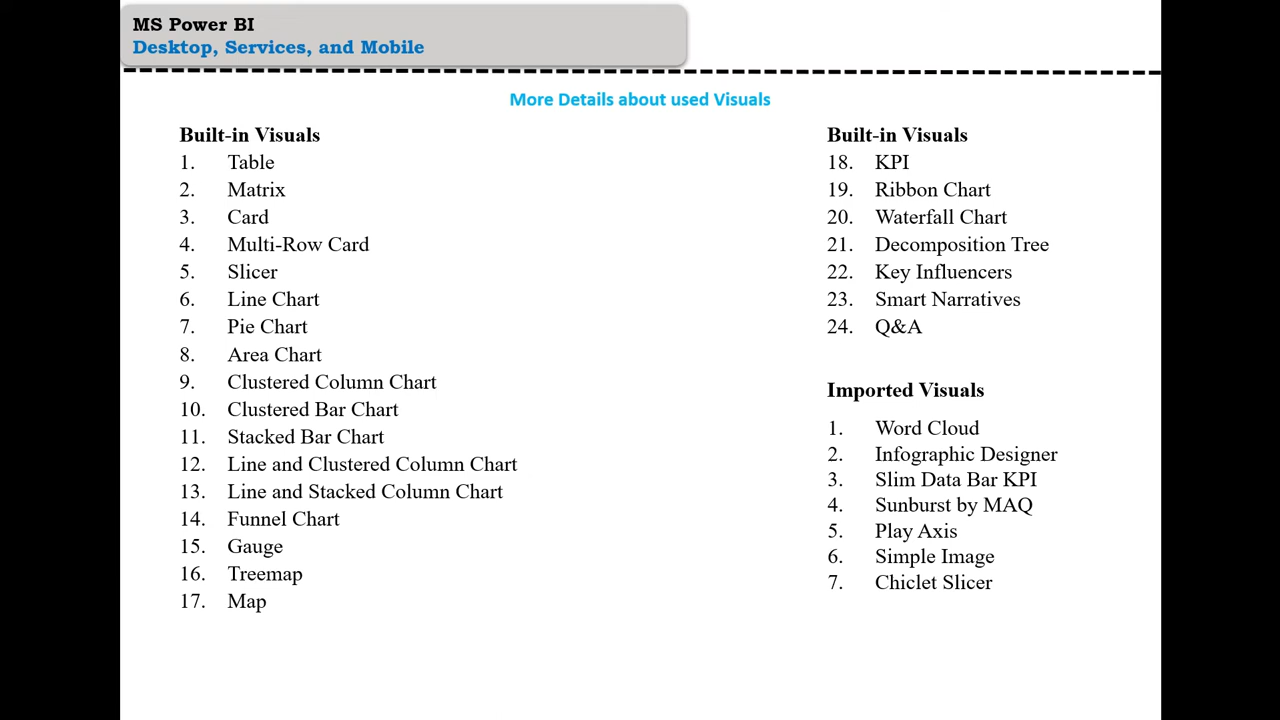 MS Power BI
Desktop, Services, and Mobile
More Details about used Visuals
Built-in Visuals
1. Table
2. Matrix
3. Card
4. Multi-Row Card
5. Slicer
6. Line Chart
7. Pie Chart
8. Area Chart
9. Clustered Column Chart
10. Clustered Bar Chart
11. Stacked Bar Chart
12. Line and Clustered Column Chart
13. Line and Stacked Column Chart
14. Funnel Chart
15. Gauge
16. Treemap
17. Map
Built-in Visuals
18. KPI
19. Ribbon Chart
20. Waterfall Chart
21. Decomposition Tree
22. Key Influencers
23. Smart Narratives
24. Q&A
Imported Visuals
1. Word Cloud
2. Infographic Designer
3. Slim Data Bar KPI
4. Sunburst by MAQ
5. Play Axis
6. Simple Image
7. Chiclet Slicer